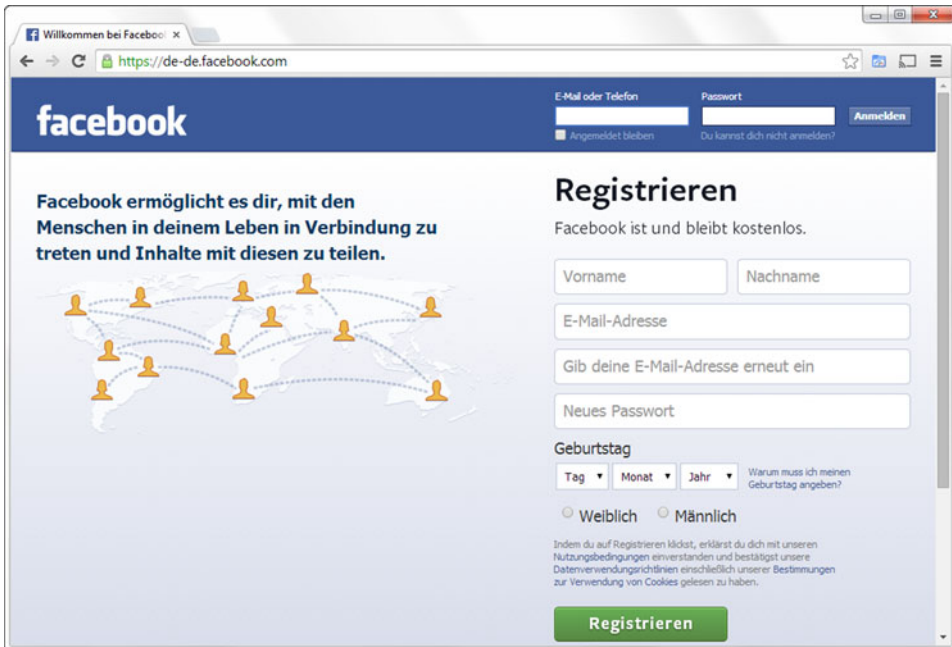 Willkommen bei Facebool
https://de-de.facebook.com
facebook
E-Mail oder Telefon
Passwort
Anmelden
Angemeldet bleiben
Du kannst dich nicht anmelden?
Facebook ermöglicht es dir, mit den
Menschen in deinem Leben in Verbindung zu
treten und Inhalte mit diesen zu teilen.
Registrieren
Facebook ist und bleibt kostenlos.
Vorname
Nachname
E-Mail-Adresse
Gib deine E-Mail-Adresse erneut ein
Neues Passwort
Geburtstag
Tag
Monat
Jahr
Warum muss ich meinen
Geburtstag angeben?
Weiblich
Männlich
Indem du auf Registrieren klickst, erklärst du dich mit unseren
Nutzungsbedingungen einverstanden und bestätigst unsere
Datenverwendungsrichtlinien einschließlich unserer Bestimmungen
zur Verwendung von Cookies gelesen zu haben.
Registrieren